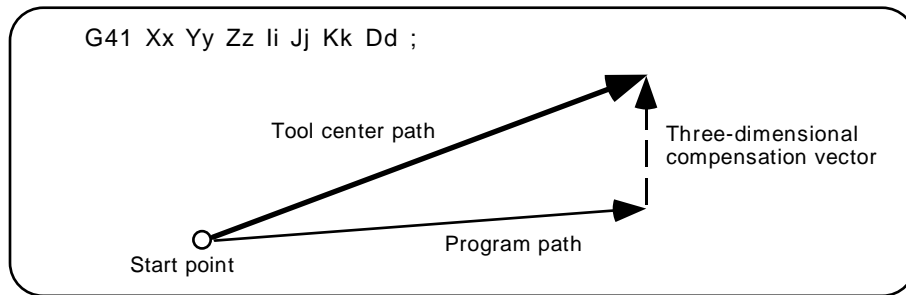 G41 Xx Yy Zz Ii Jj Kk Dd ;
Tool center path
Three-dimensional
compensation vector
Program path
Start point